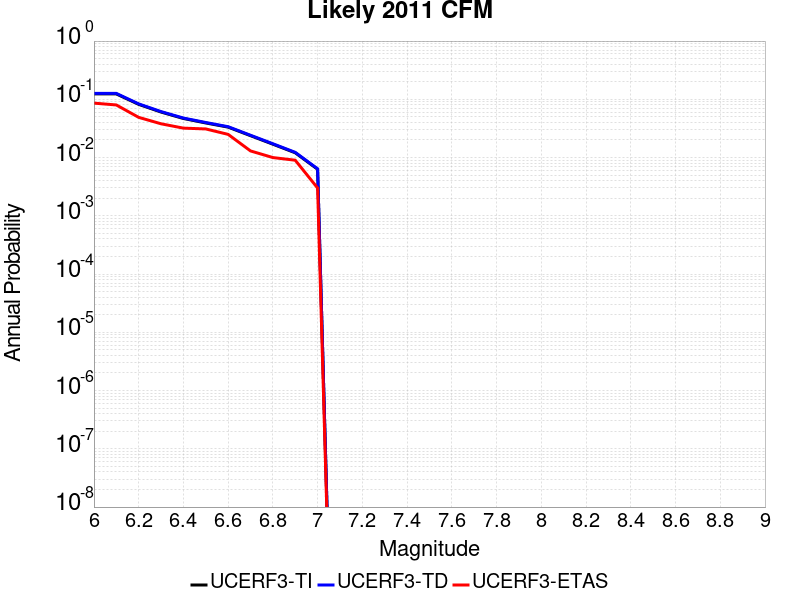 Likely 2011 CFM
10^0
10^-1
10^-2
10^-3
10^-4
10^-5
10^-6
10^-7
10^-8
Annual Probability
6 6.2 6.4 6.6 6.8 7 7.2 7.4 7.6 7.8 8 8.2 8.4 8.6 8.8 9
Magnitude
UCERF3-TI UCERF3-TD UCERF3-ETAS